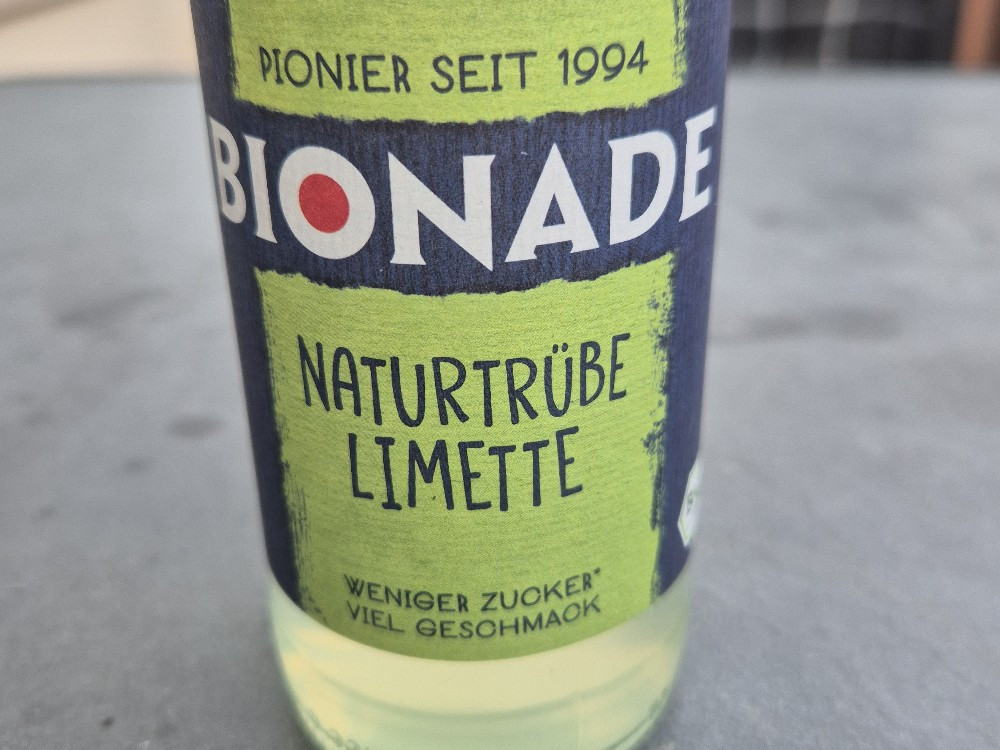 PIONIER SEIT 1994
BIONADE
NATURTRÜBE
LIMETTE
WENIGER ZUCKER*
VIEL GESCHMACK